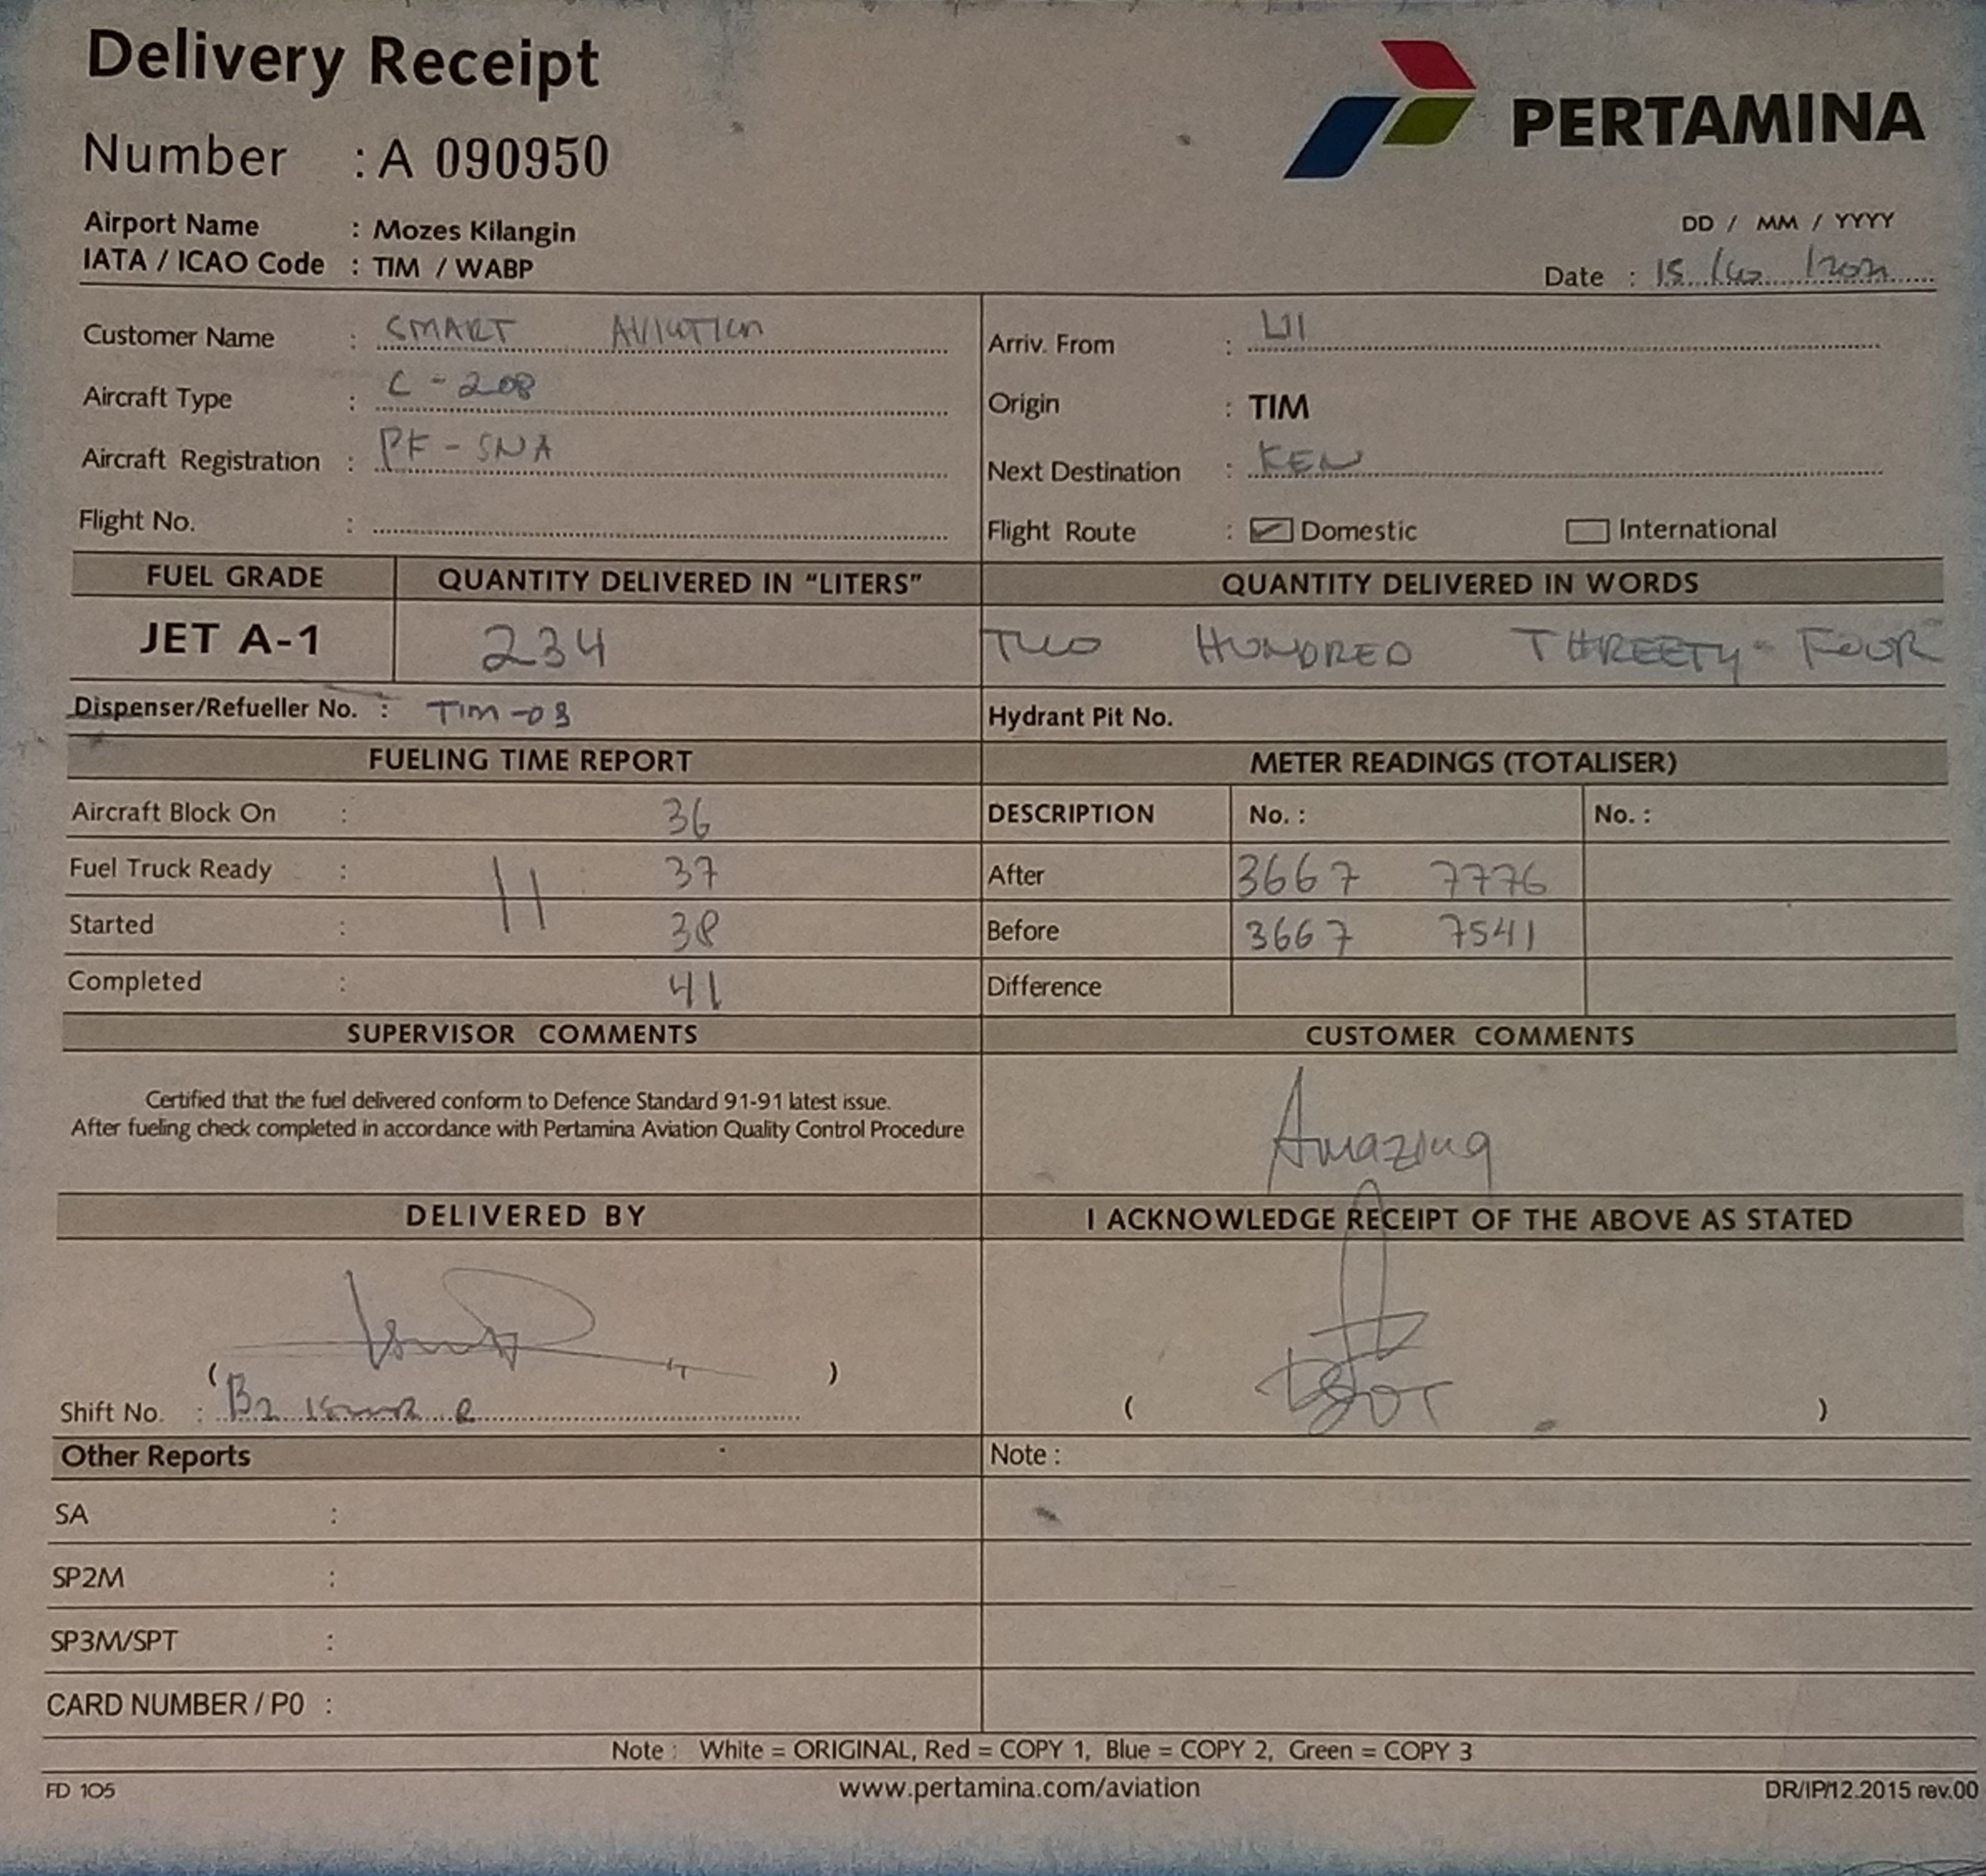 Delivery Receipt
PERTAMINA
Number : A 090950
Airport Name : Mozes Kilangin
IATA / ICAO Code : TIM / WABP
DD / MM / YYYY
Date : 15
Customer Name : SMART AVIATION
Arriv. From : LII
Aircraft Type : C-208
Origin : TIM
Aircraft Registration : PK-SNA
Next Destination : KEN
Flight No. :
Flight Route : Domestic International
FUEL GRADE QUANTITY DELIVERED IN “LITERS” QUANTITY DELIVERED IN WORDS
JET A-1 234 TWO HUNDRED THREETY-FOUR
Dispenser/Refueller No. : TIM-03 Hydrant Pit No.
FUELING TIME REPORT METER READINGS (TOTALISER)
Aircraft Block On : 36 DESCRIPTION No. : No. :
Fuel Truck Ready : 11 37 After 3667 7776
Started : 38 Before 3667 7541
Completed : 41 Difference
SUPERVISOR COMMENTS CUSTOMER COMMENTS
Certified that the fuel delivered conform to Defence Standard 91-91 latest issue.
After fueling check completed in accordance with Pertamina Aviation Quality Control Procedure
Amazing
DELIVERED BY I ACKNOWLEDGE RECEIPT OF THE ABOVE AS STATED
( )
Shift No. : B2
( )
Other Reports Note :
SA :
SP2M :
SP3M/SPT :
CARD NUMBER / P0 :
Note : White = ORIGINAL, Red = COPY 1, Blue = COPY 2, Green = COPY 3
FD 105 www.pertamina.com/aviation DR/IP/12.2015 rev.00